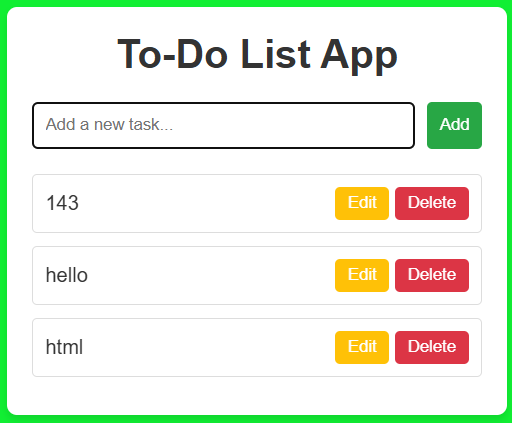 To-Do List App
Add a new task... Add
143 Edit Delete
hello Edit Delete
html Edit Delete